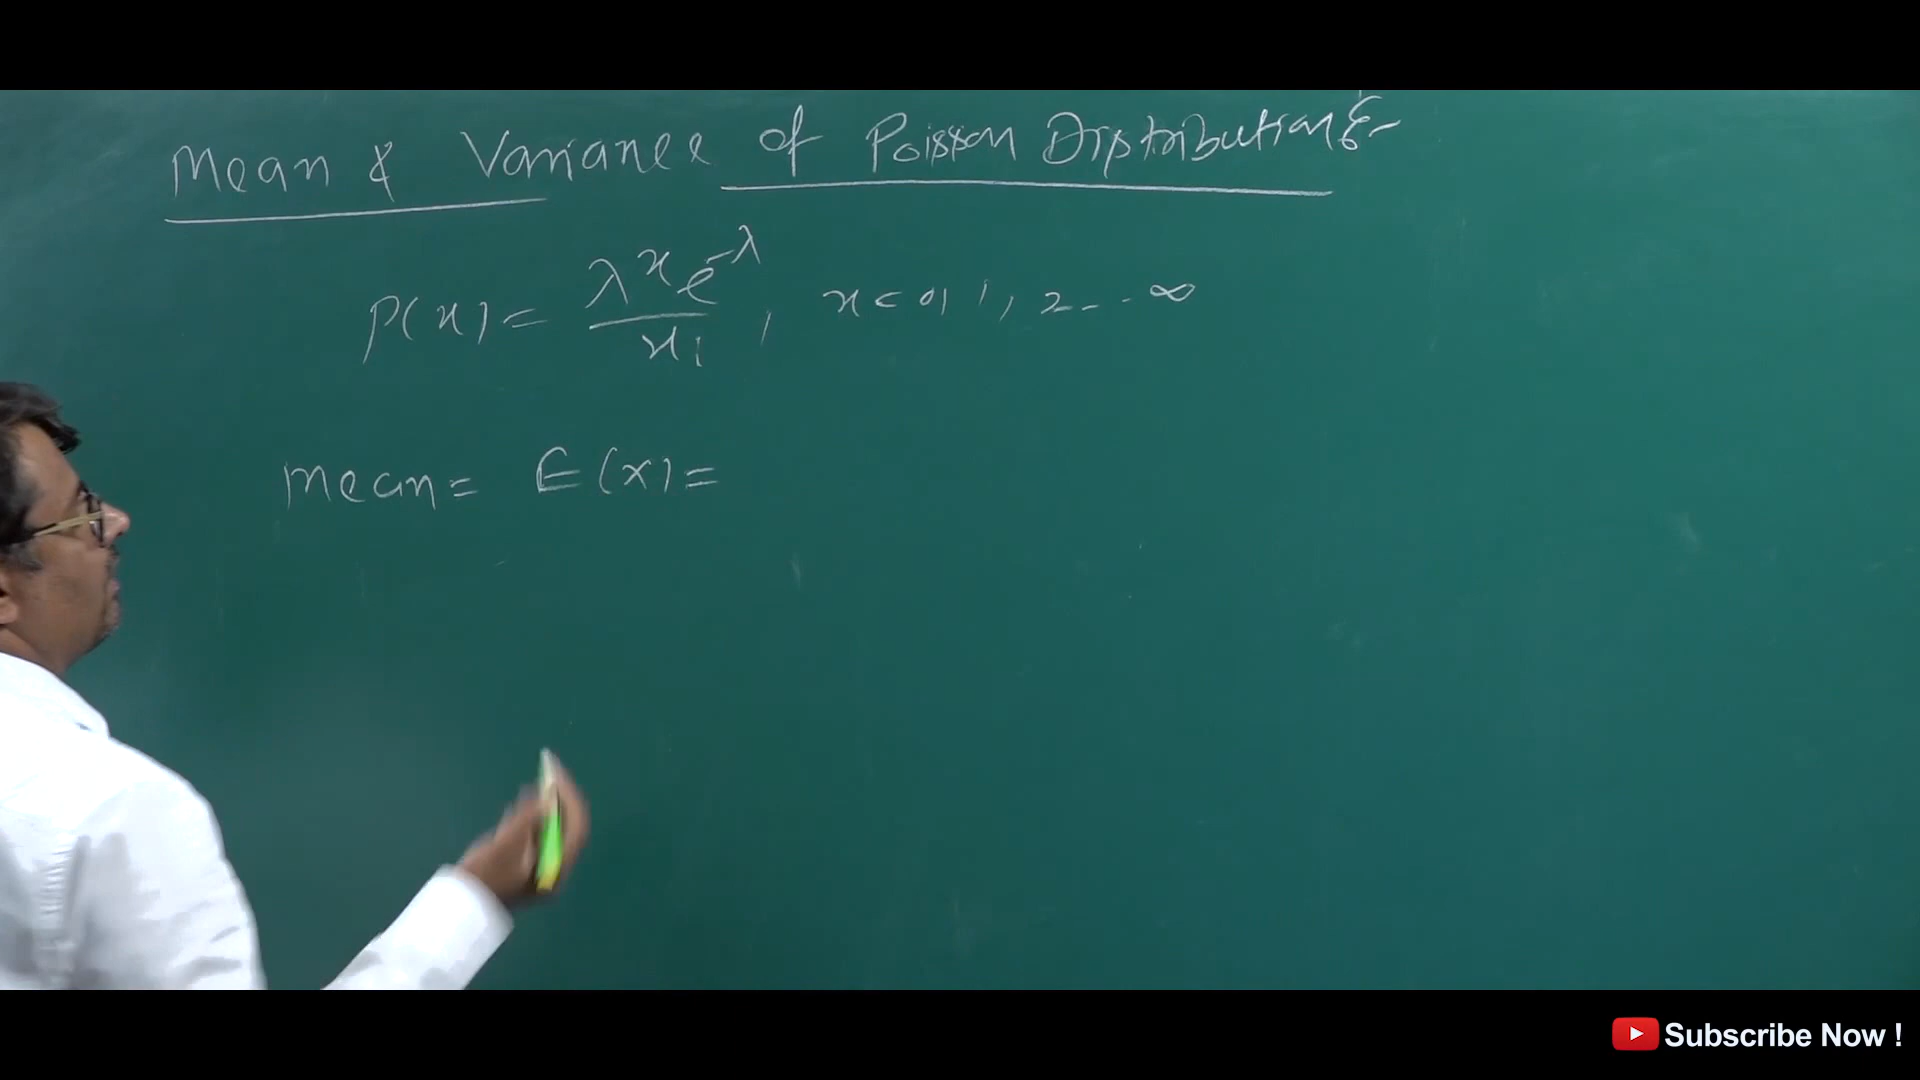 Mean & Variance of Poisson Distribution :-
P(x) = λ^x e^-λ / x! , x = 0, 1, 2 - - ∞
mean = E(x) =
Subscribe Now !